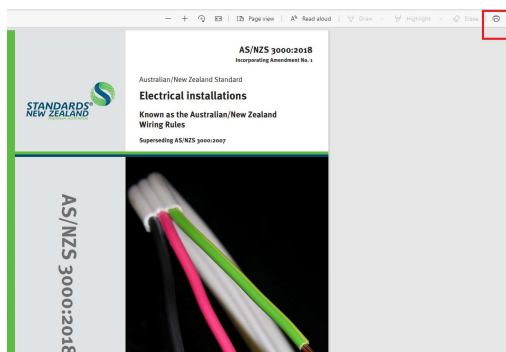 Page view
Read aloud
Draw
Highlight
Erase
AS/NZS 3000:2018
Incorporating Amendment No. 1
Australian/New Zealand Standard
Electrical installations
Known as the Australian/New Zealand
Wiring Rules
Superseding AS/NZS 3000:2007
STANDARDS®
NEW ZEALAND
AS/NZS 3000:2018